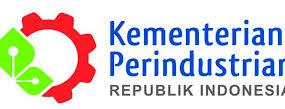 Kementerian
Perindustrian
REPUBLIK INDONESIA